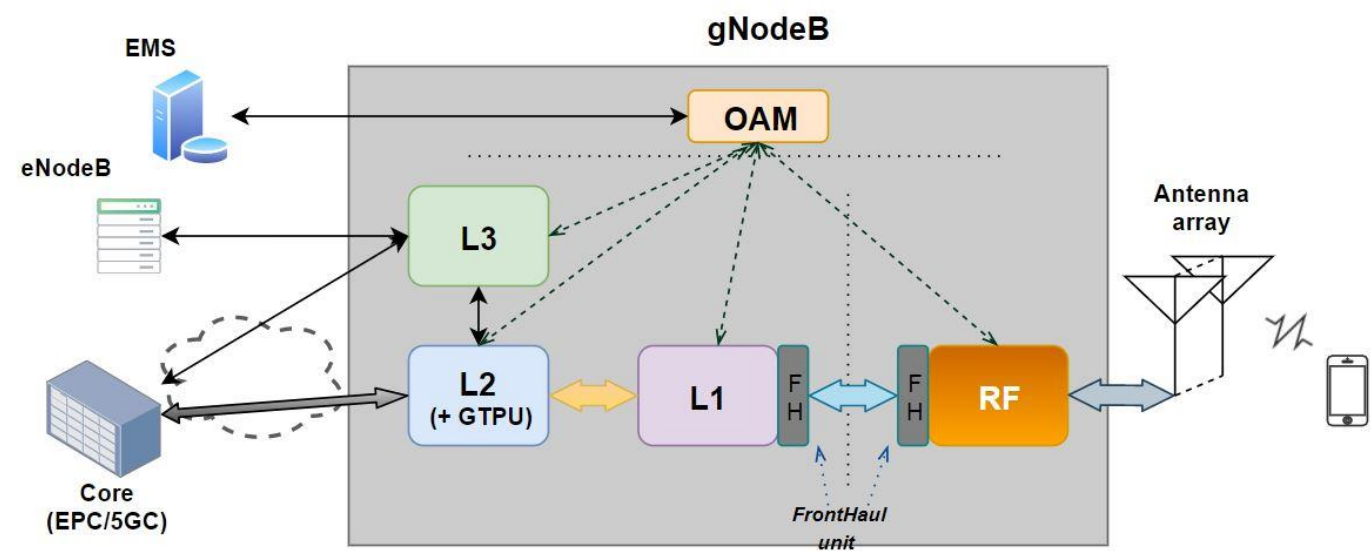 gNodeB
EMS
OAM
eNodeB
L3
Antenna
array
L2
(+ GTPU)
L1
F
H
F
H
RF
Core
(EPC/5GC)
FrontHaul
unit